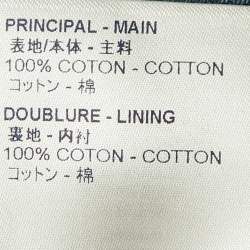 PRINCIPAL - MAIN
表地/本体 - 主料
100% COTON - COTTON
コットン - 棉
DOUBLURE - LINING
裏地 - 内衬
100% COTON - COTTON
コットン - 棉